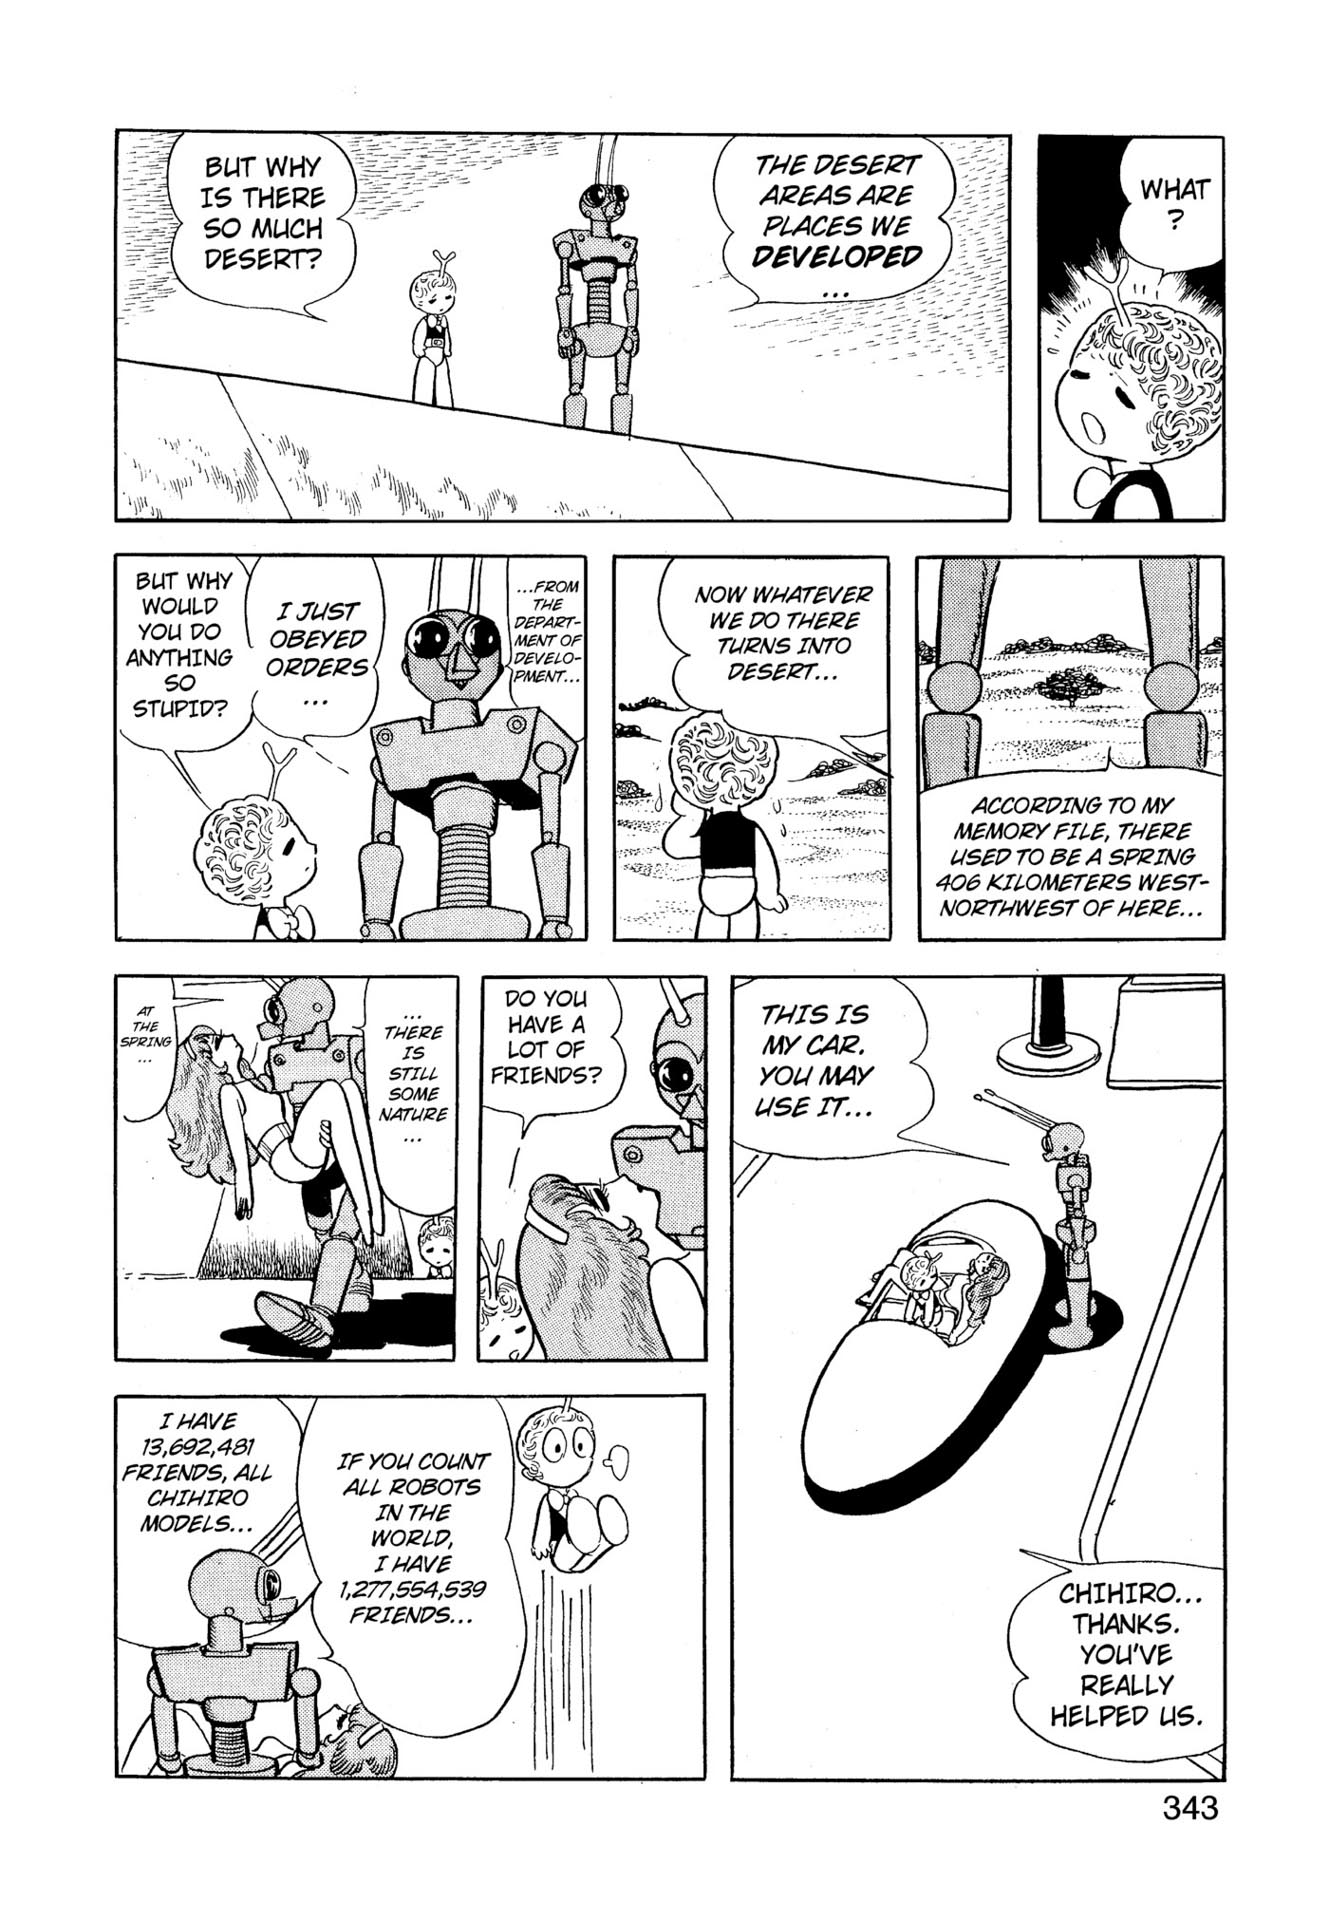 BUT WHY
IS THERE
SO MUCH
DESERT?
THE DESERT
AREAS ARE
PLACES WE
DEVELOPED
...
WHAT
?
BUT WHY
WOULD
YOU DO
ANYTHING
SO
STUPID?
I JUST
OBEYED
ORDERS
...
...FROM
THE
DEPART-
MENT OF
DEVELO-
PMENT...
NOW WHATEVER
WE DO THERE
TURNS INTO
DESERT...
ACCORDING TO MY
MEMORY FILE, THERE
USED TO BE A SPRING
406 KILOMETERS WEST-
NORTHWEST OF HERE...
AT
THE
SPRING
...
...
THERE
IS
STILL
SOME
NATURE
...
DO YOU
HAVE A
LOT OF
FRIENDS?
I HAVE
13,692,481
FRIENDS, ALL
CHIHIRO
MODELS...
IF YOU COUNT
ALL ROBOTS
IN THE
WORLD,
I HAVE
1,277,554,539
FRIENDS...
THIS IS
MY CAR.
YOU MAY
USE IT...
CHIHIRO...
THANKS.
YOU'VE
REALLY
HELPED US.
343